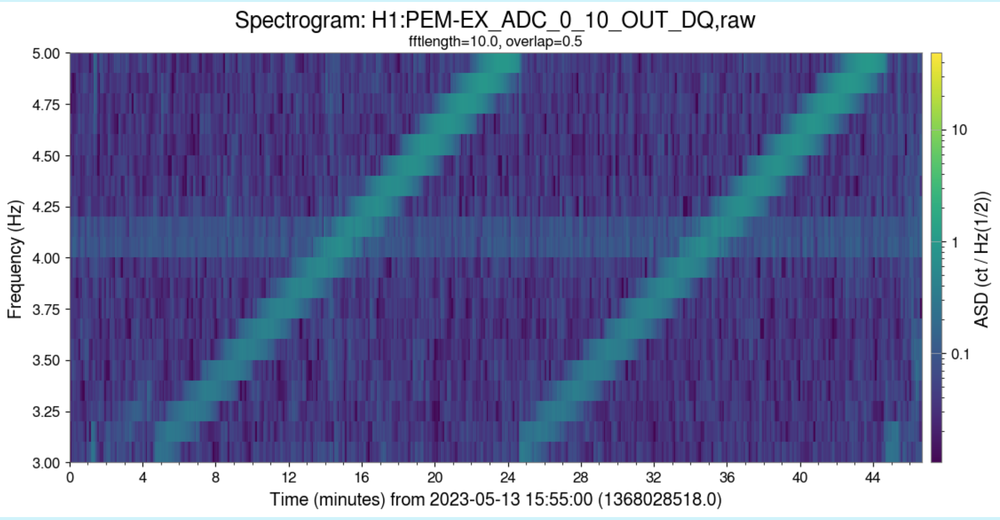 Spectrogram: H1:PEM-EX_ADC_0_10_OUT_DQ,raw
fftlength=10.0, overlap=0.5
5.00
4.75
4.50
4.25
4.00
3.75
3.50
3.25
3.00
Frequency (Hz)
0 4 8 12 16 20 24 28 32 36 40 44
Time (minutes) from 2023-05-13 15:55:00 (1368028518.0)
10
1
0.1
ASD (ct / Hz(1/2))